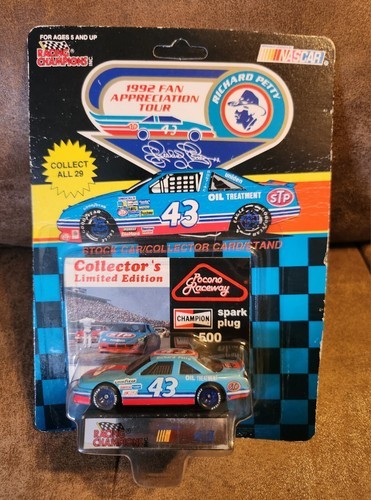 FOR AGES 5 AND UP
RACING
CHAMPIONS
NASCAR
1992 FAN
APPRECIATION
TOUR
RICHARD PETTY
43
COLLECT
ALL 29
43
OIL TREATMENT
STP
STOCK CAR/COLLECTOR CARD/STAND
Collector's
Limited Edition
Pocono
Raceway
CHAMPION
spark
plug
500
43
OIL TREATMENT
RACING
CHAMPIONS